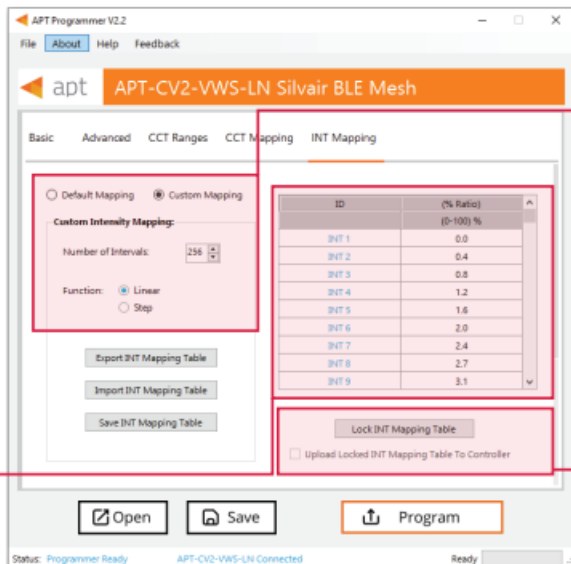 APT Programmer V2.2
File About Help Feedback
apt APT-CV2-VWS-LN Silvair BLE Mesh
Basic Advanced CCT Ranges CCT Mapping INT Mapping
Default Mapping Custom Mapping
Custom Intensity Mapping:
Number of Intervals: 256
Function: Linear
Step
Export INT Mapping Table
Import INT Mapping Table
Save INT Mapping Table
ID (% Ratio)
(0-100) %
INT 1 0.0
INT 2 0.4
INT 3 0.8
INT 4 1.2
INT 5 1.6
INT 6 2.0
INT 7 2.4
INT 8 2.7
INT 9 3.1
Lock INT Mapping Table
Upload Locked INT Mapping Table To Controller
Open Save Program
Status: Programmer Ready APT-CV2-VWS-LN Connected Ready